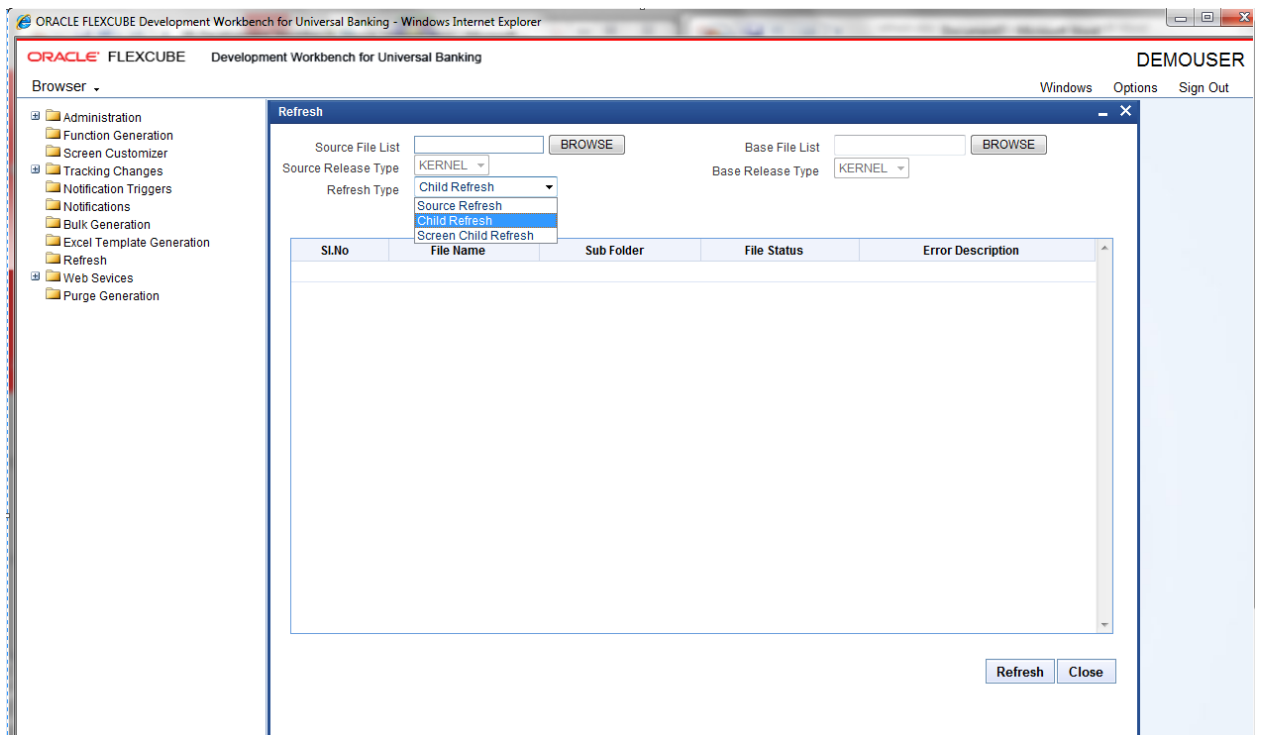 ORACLE FLEXCUBE Development Workbench for Universal Banking - Windows Internet Explorer
ORACLE FLEXCUBE Development Workbench for Universal Banking
DEMOUSER
Browser
Windows Options Sign Out
Administration
Function Generation
Screen Customizer
Tracking Changes
Notification Triggers
Notifications
Bulk Generation
Excel Template Generation
Refresh
Web Sevices
Purge Generation
Refresh
Source File List BROWSE Base File List BROWSE
Source Release Type KERNEL Base Release Type KERNEL
Refresh Type Child Refresh
Source Refresh
Child Refresh
Screen Child Refresh
Sl.No File Name Sub Folder File Status Error Description
Refresh Close